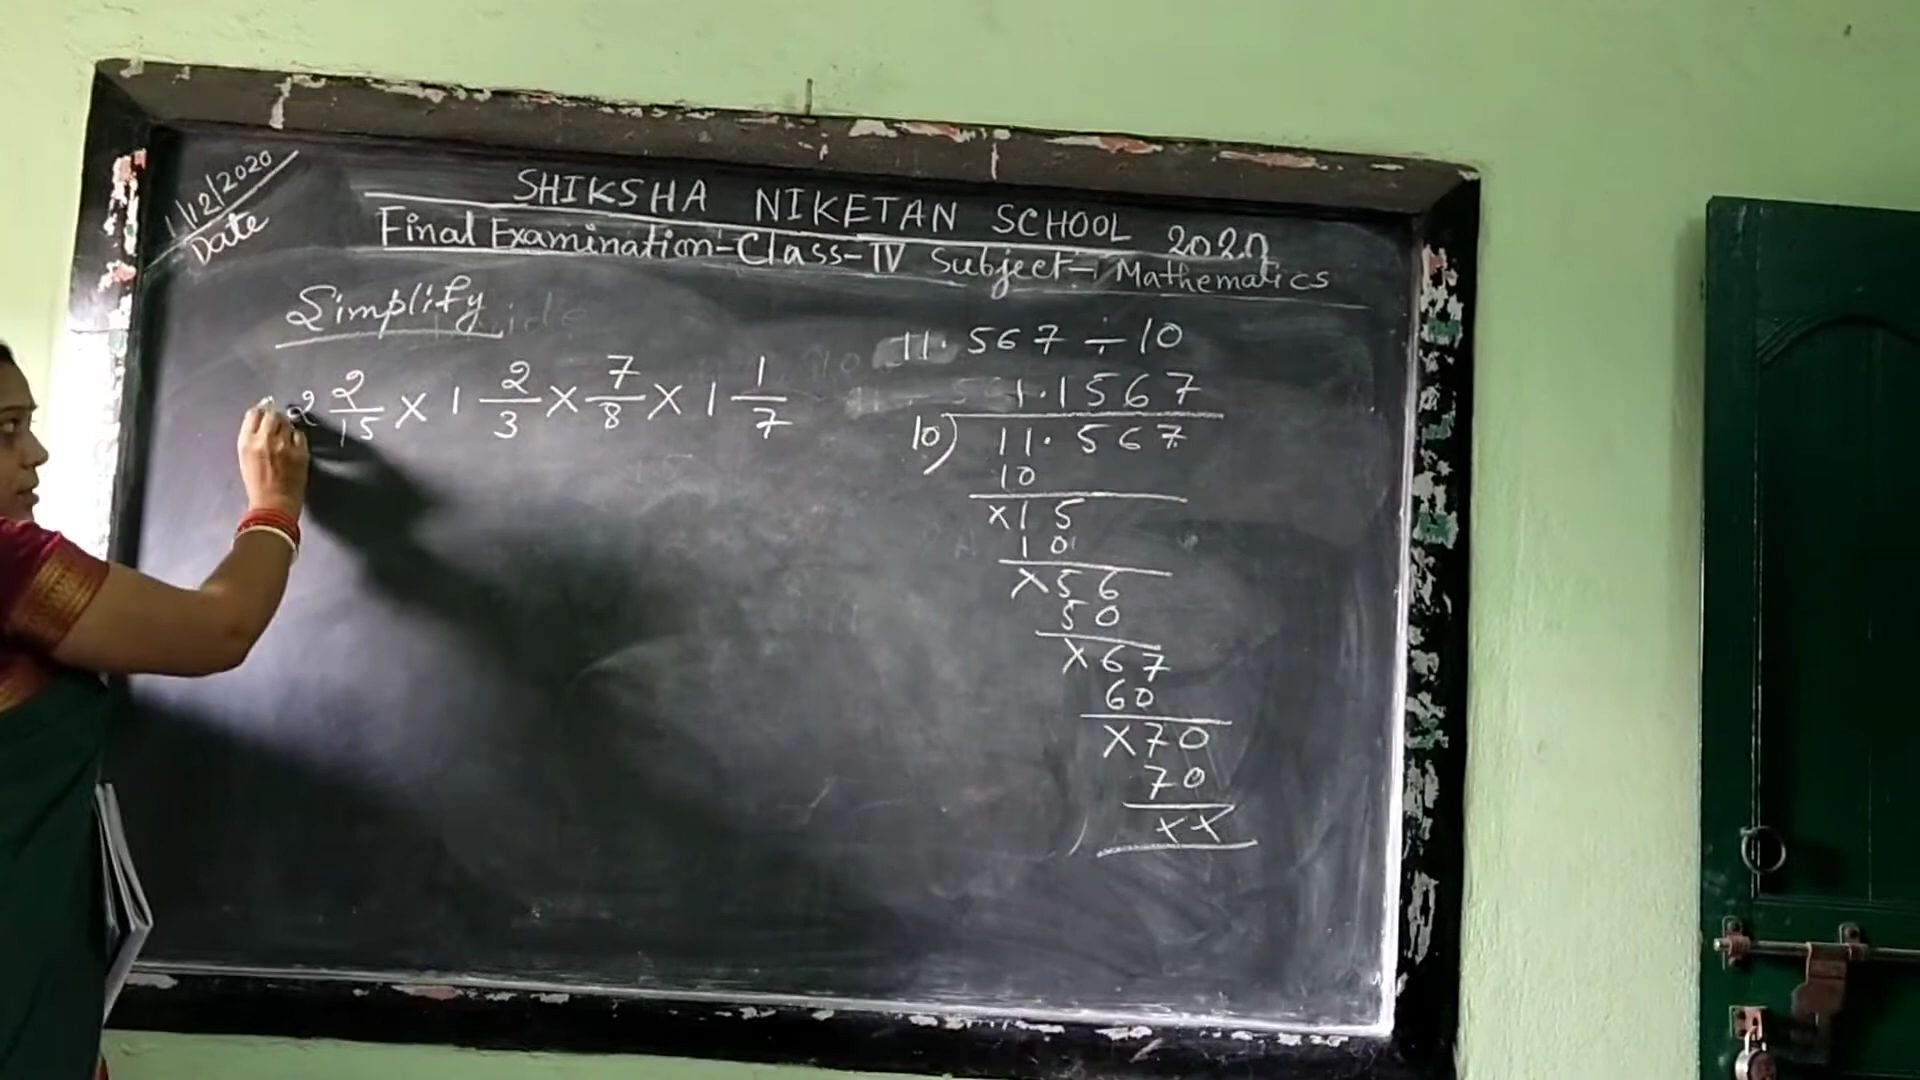 1/12/2020
Date
SHIKSHA NIKETAN SCHOOL 2020
Final Examination-Class-IV Subject- Mathematics
Simplify
2 2/15 × 1 2/3 × 7/8 × 1 1/7
11.567 ÷ 10
1.1567
10) 11.567
10
×15
10
×56
50
×67
60
×70
70
××